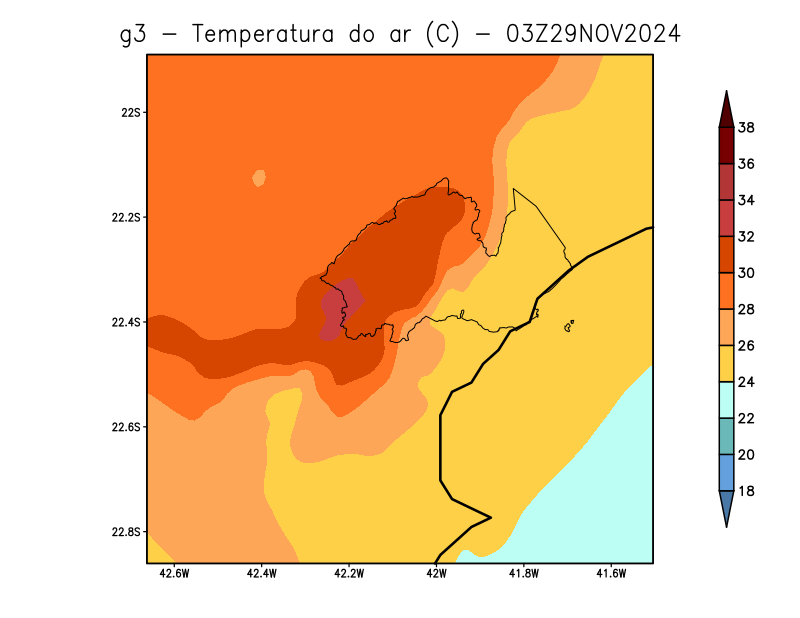 g3 - Temperatura do ar (C) - 03Z29NOV2024
22S
22.2S
22.4S
22.6S
22.8S
42.6W
42.4W
42.2W
42W
41.8W
41.6W
38
36
34
32
30
28
26
24
22
20
18